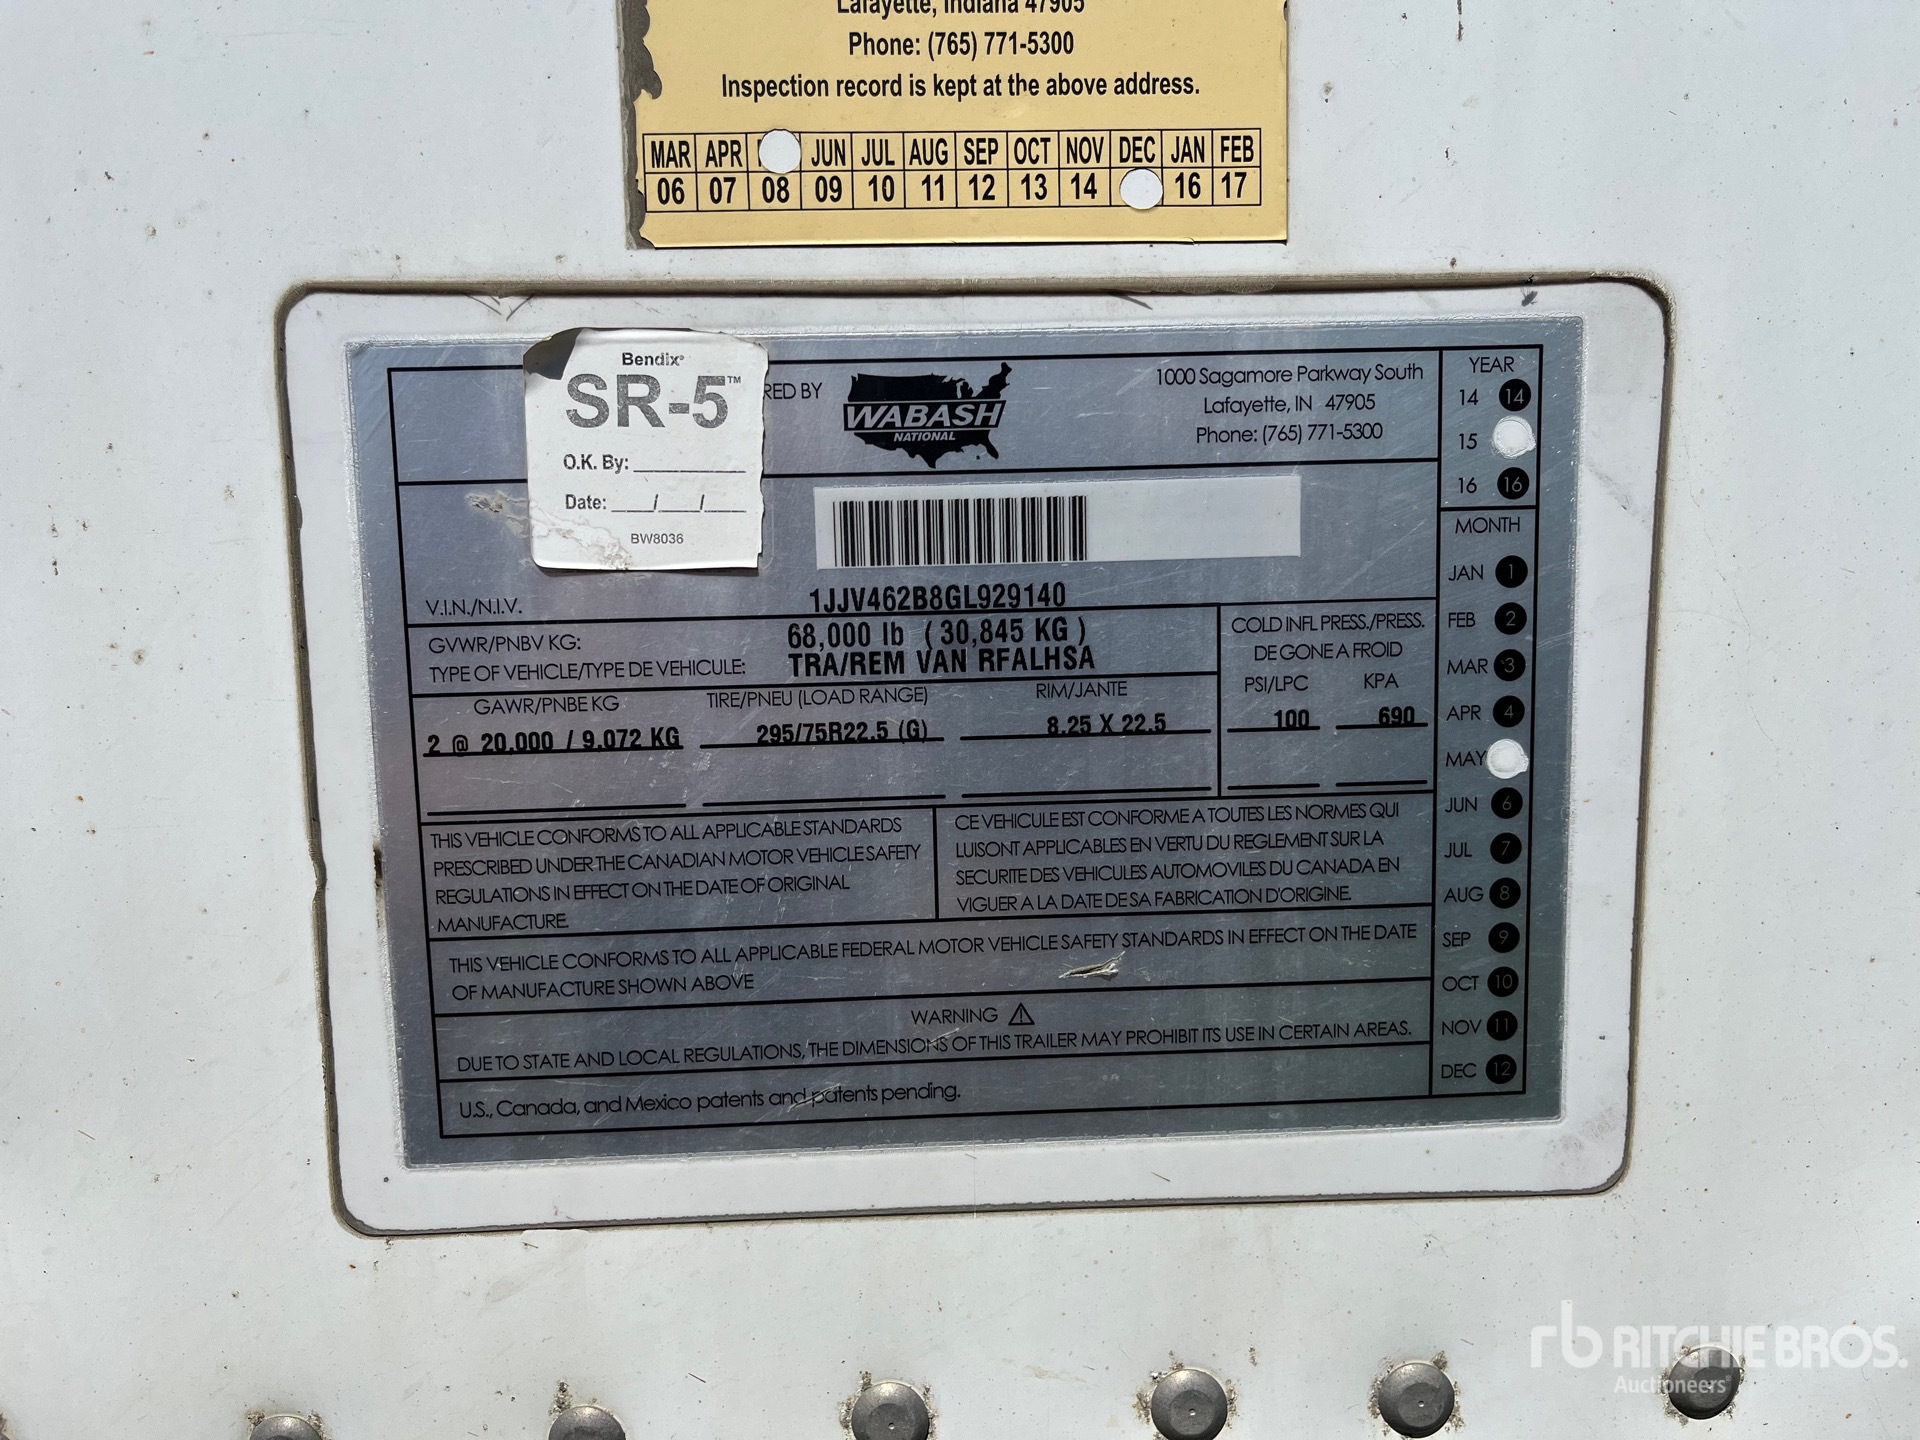 Lafayette, Indiana 47905
Phone: (765) 771-5300
Inspection record is kept at the above address.
MAR APR JUN JUL AUG SEP OCT NOV DEC JAN FEB
06 07 08 09 10 11 12 13 14 16 17
Bendix®
SR-5™
O.K. By: ___________
Date: ____/____/____
BW8036
RED BY
WABASH
NATIONAL
1000 Sagamore Parkway South
Lafayette, IN 47905
Phone: (765) 771-5300
YEAR
14 14
15
16 16
MONTH
JAN 1
FEB 2
MAR 3
APR 4
MAY
JUN 6
JUL 7
AUG 8
SEP 9
OCT 10
NOV 11
DEC 12
V.I.N./N.I.V. 1JJV462B8GL929140
GVWR/PNBV KG: 68,000 lb ( 30,845 KG )
TYPE OF VEHICLE/TYPE DE VEHICULE: TRA/REM VAN RFALHSA
COLD INFL PRESS./PRESS.
DE GONE A FROID
PSI/LPC KPA
100 690
GAWR/PNBE KG TIRE/PNEU (LOAD RANGE) RIM/JANTE
2 @ 20,000 / 9,072 KG 295/75R22.5 (G) 8.25 X 22.5
THIS VEHICLE CONFORMS TO ALL APPLICABLE STANDARDS
PRESCRIBED UNDER THE CANADIAN MOTOR VEHICLE SAFETY
REGULATIONS IN EFFECT ON THE DATE OF ORIGINAL
MANUFACTURE.
CE VEHICULE EST CONFORME A TOUTES LES NORMES QUI
LUISONT APPLICABLES EN VERTU DU REGLEMENT SUR LA
SECURITE DES VEHICULES AUTOMOVILES DU CANADA EN
VIGUER A LA DATE DE SA FABRICATION D'ORIGINE.
THIS VEHICLE CONFORMS TO ALL APPLICABLE FEDERAL MOTOR VEHICLE SAFETY STANDARDS IN EFFECT ON THE DATE
OF MANUFACTURE SHOWN ABOVE
WARNING
DUE TO STATE AND LOCAL REGULATIONS, THE DIMENSIONS OF THIS TRAILER MAY PROHIBIT ITS USE IN CERTAIN AREAS.
U.S., Canada, and Mexico patents and patents pending.
rb RITCHIE BROS.
Auctioneers